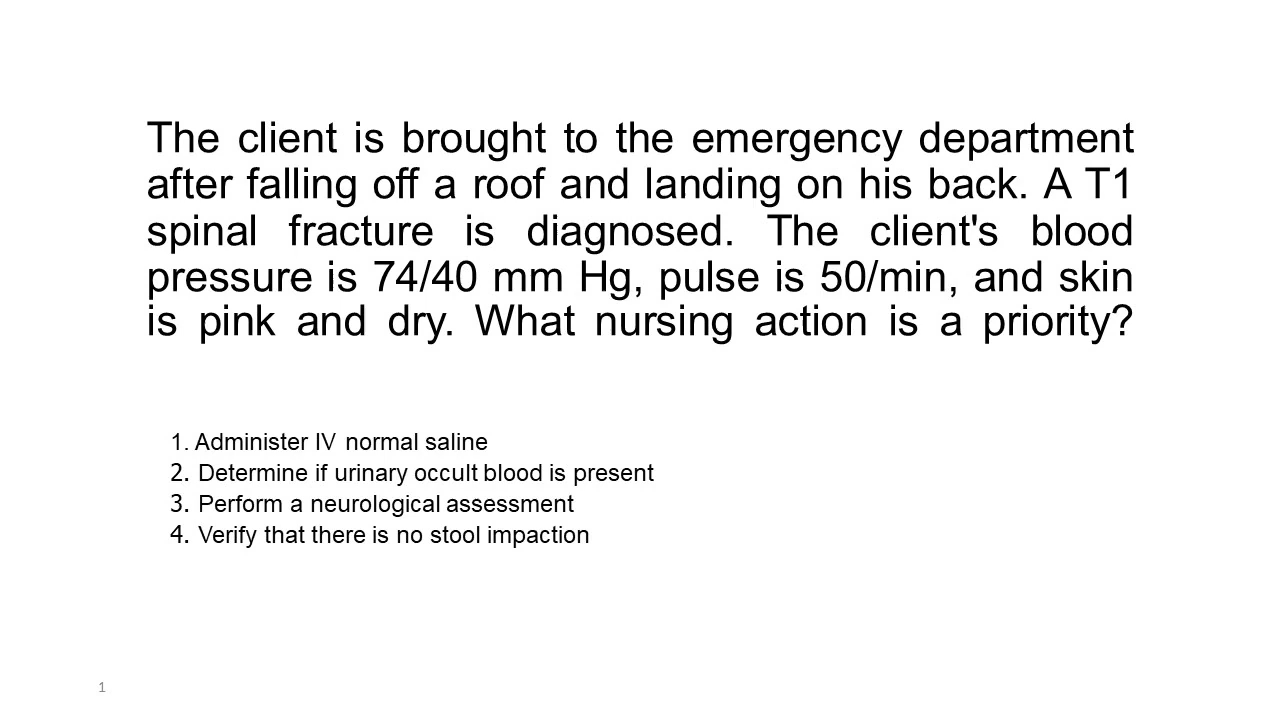 The client is brought to the emergency department
after falling off a roof and landing on his back. A T1
spinal fracture is diagnosed. The client's blood
pressure is 74/40 mm Hg, pulse is 50/min, and skin
is pink and dry. What nursing action is a priority?
1. Administer IV normal saline
2. Determine if urinary occult blood is present
3. Perform a neurological assessment
4. Verify that there is no stool impaction
1